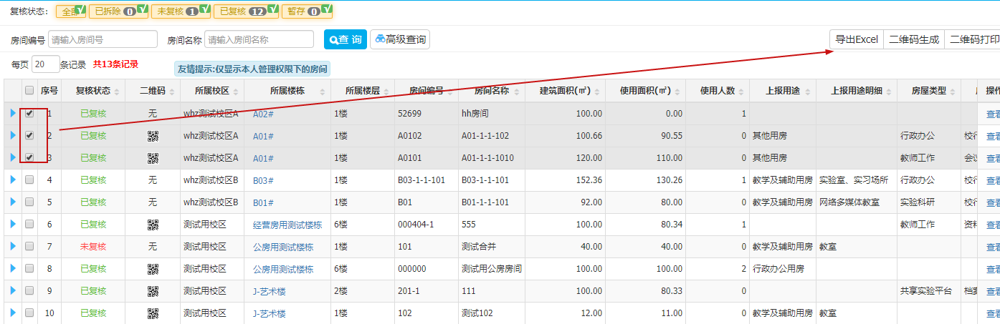 复核状态： 全部 已拆除 0 未复核 1 已复核 12 暂存 0
房间编号 请输入房间号 房间名称 请输入房间名称 查 询 高级查询 导出Excel 二维码生成 二维码打印
每页 20 条记录 共13条记录 友情提示:仅显示本人管理权限下的房间
序号 复核状态 二维码 所属校区 所属楼栋 所属楼层 房间编号 房间名称 建筑面积(㎡) 使用面积(㎡) 使用人数 上报用途 上报用途明细 房屋类型 操作
1 已复核 无 whz测试校区A A02# 1楼 52699 hh房间 100.00 0.00 1 查看
2 已复核 whz测试校区A A01# 1楼 A0102 A01-1-1-102 100.66 90.55 0 其他用房 行政办公 校行 查看
3 已复核 whz测试校区A A01# 1楼 A0101 A01-1-1-1010 120.00 110.00 0 其他用房 教师工作 会议 查看
4 已复核 无 whz测试校区B B03# 1楼 B03-1-1-101 B03-1-1-101 152.36 130.26 1 教学及辅助用房 实验室、实习场所 行政办公 校行 查看
5 已复核 无 whz测试校区B B01# 1楼 B01 B01-1-1-101 92.00 80.00 0 教学及辅助用房 网络多媒体教室 实验科研 校行 查看
6 已复核 测试用校区 经营房用测试楼栋 6楼 000404-1 555 100.00 80.34 1 教师工作 资料 查看
7 未复核 无 测试用校区 公房用测试楼栋 1楼 101 测试合并 40.00 40.00 0 教学及辅助用房 教室 查看
8 已复核 测试用校区 公房用测试楼栋 6楼 000000 测试用公房房间 100.00 100.00 2 行政办公用房 查看
9 已复核 测试用校区 J-艺术楼 2楼 201-1 111 100.00 80.33 0 共享实验平台 档案 查看
10 已复核 测试用校区 J-艺术楼 1楼 102 测试102 12.00 11.00 0 教学及辅助用房 教室 查看